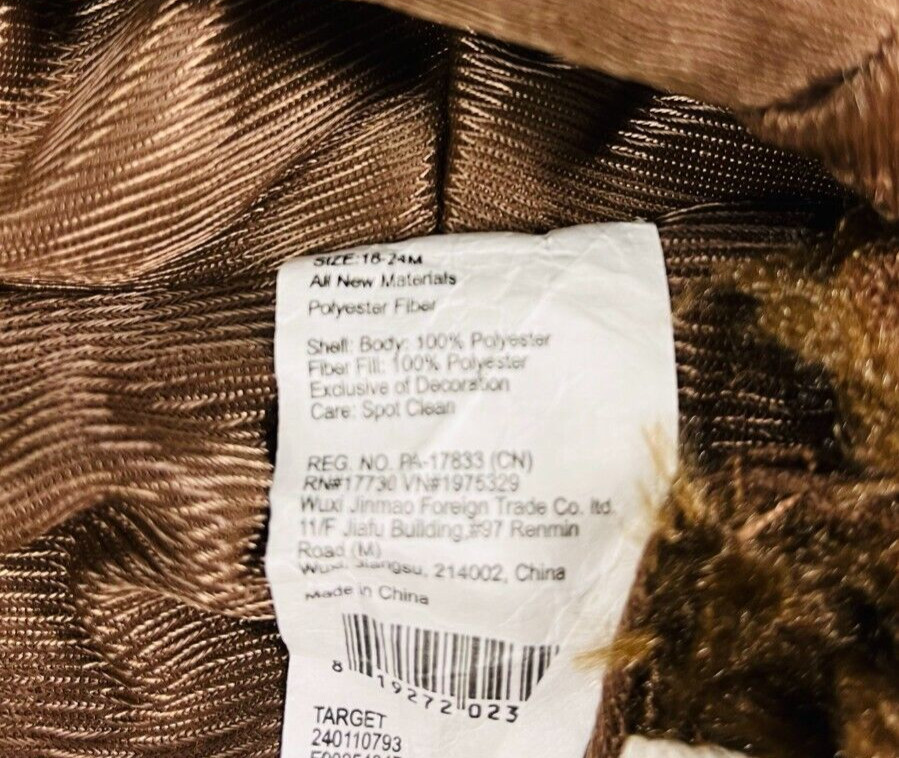 SIZE:18-24M
All New Materials
Polyester Fiber
Shell: Body: 100% Polyester
Fiber Fill: 100% Polyester
Exclusive of Decoration
Care: Spot Clean
REG. NO. PA-17833 (CN)
RN#17730 VN#1975329
Wuxi Jinmao Foreign Trade Co. ltd.
11/F Jiafu Building,#97 Renmin
Road (M)
Wuxi, Jiangsu, 214002, China
Made in China
8 19272 023
TARGET
240110793